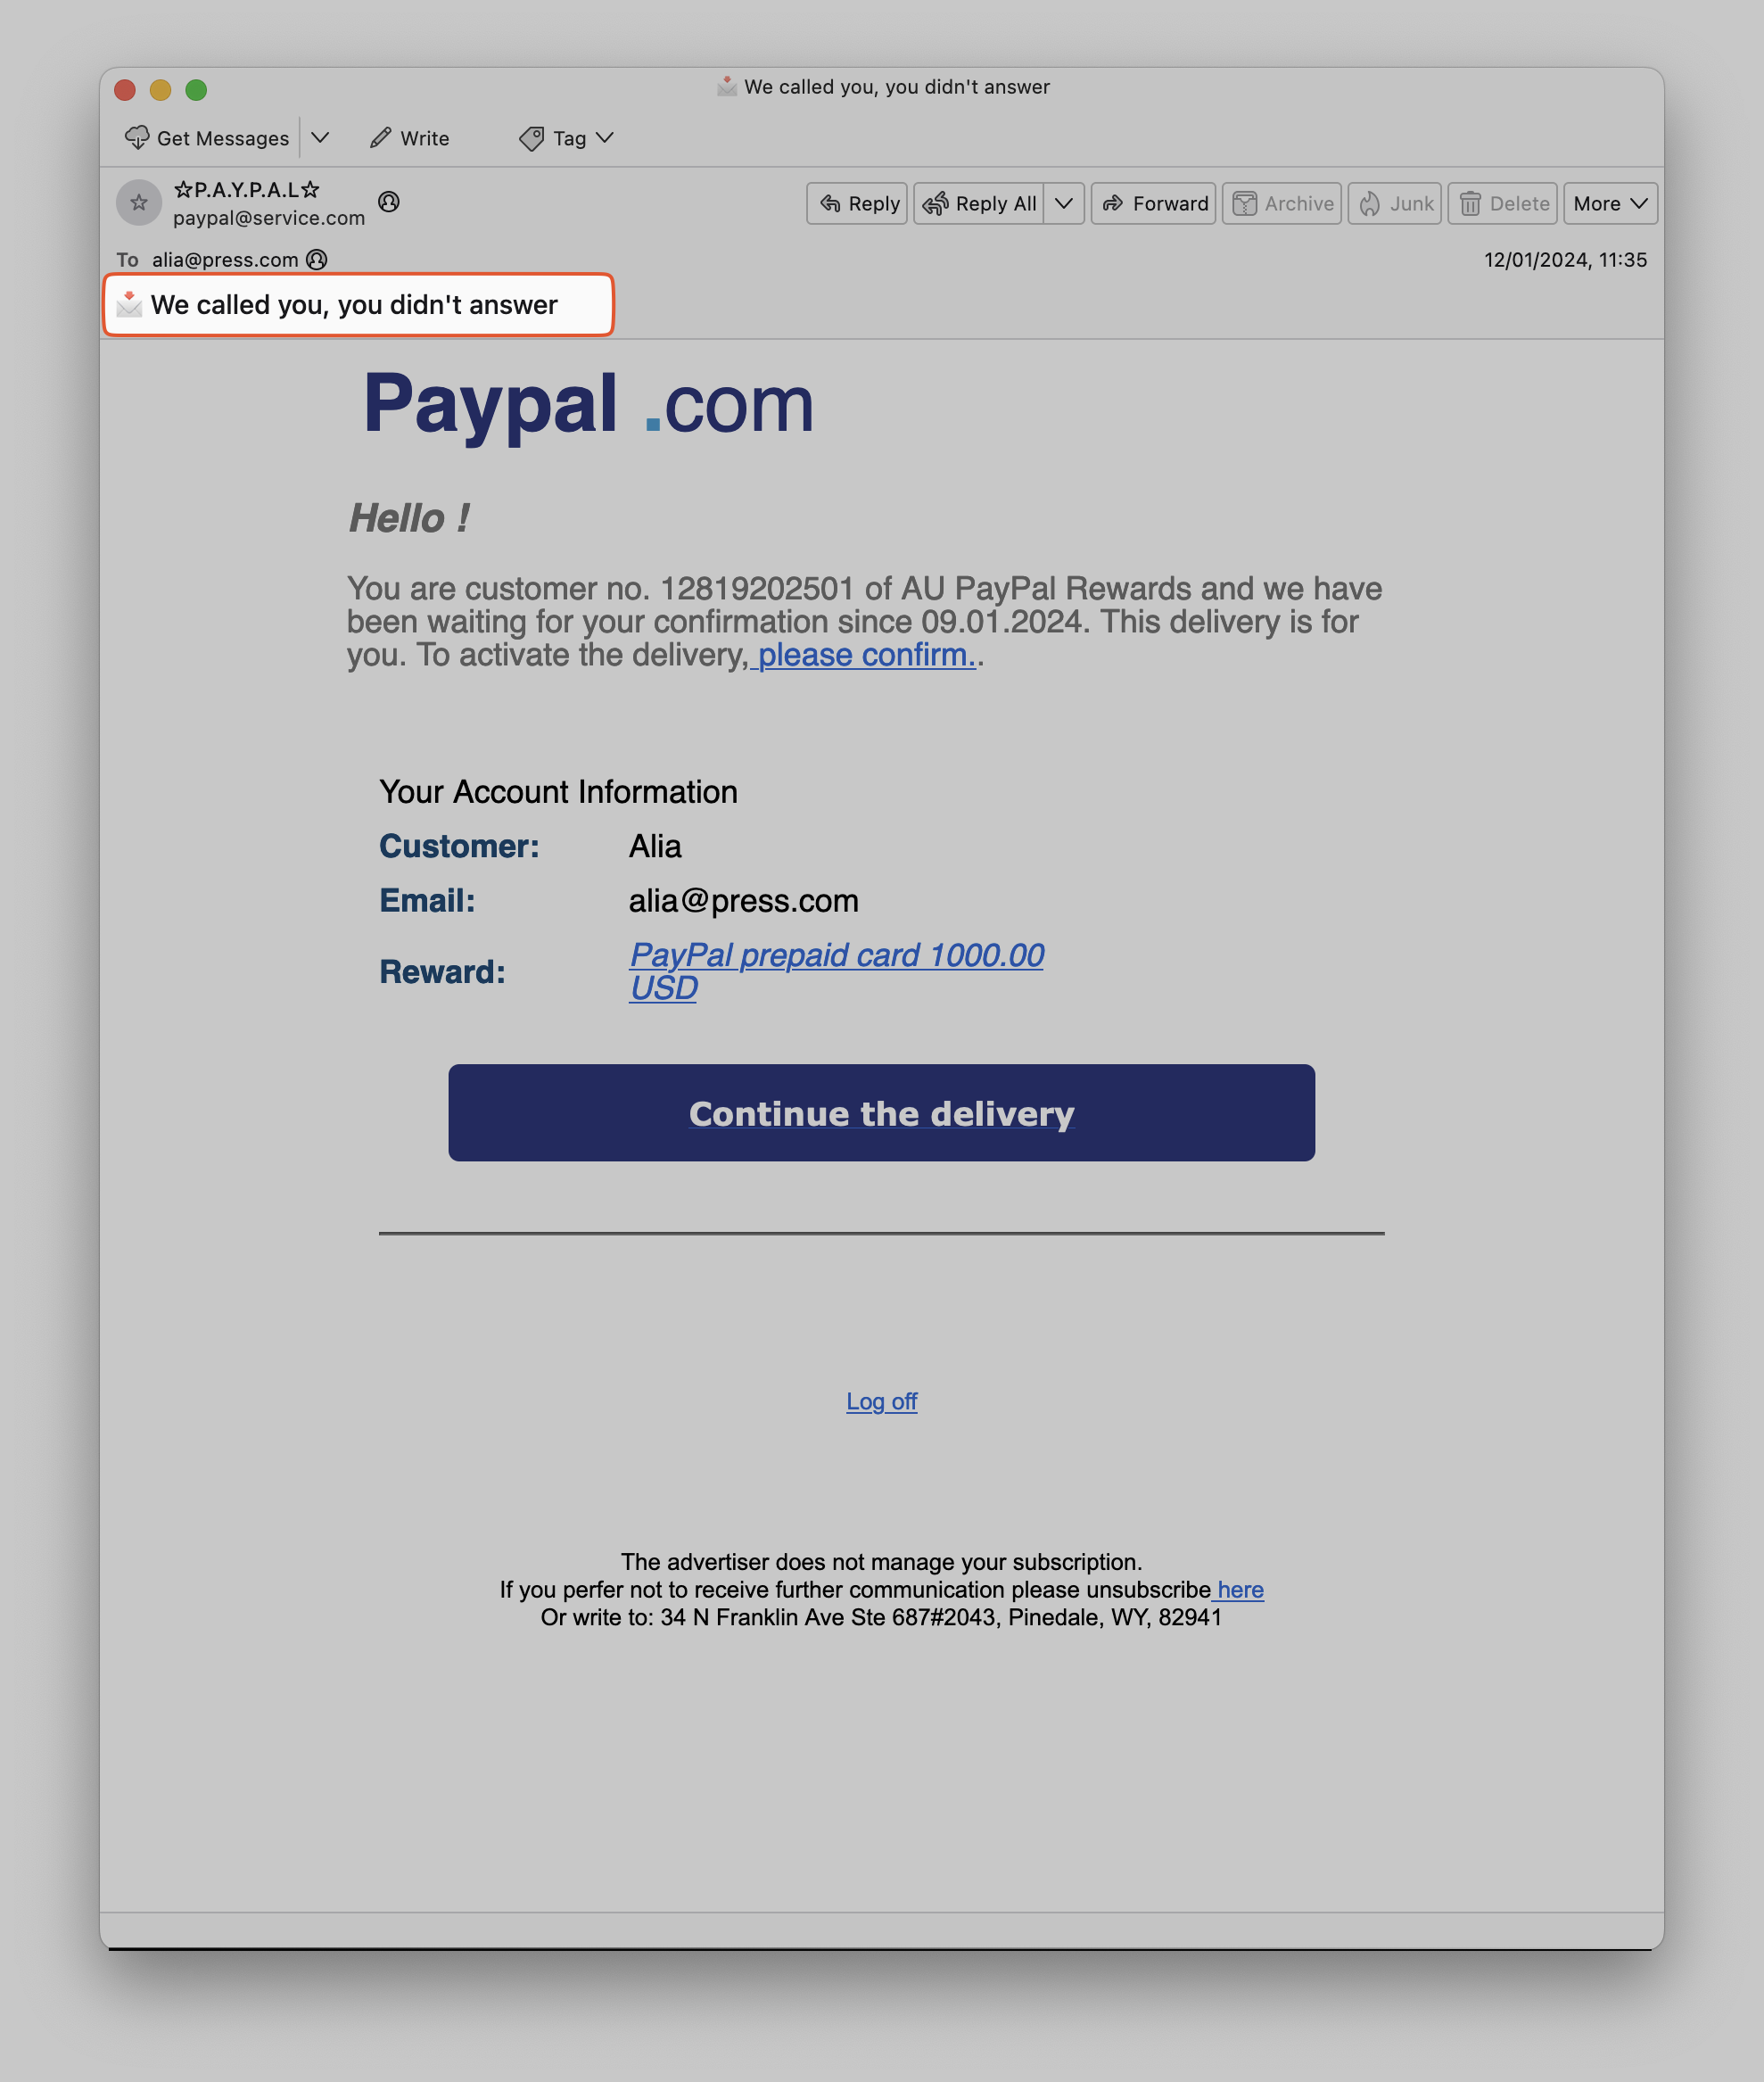 We called you, you didn't answer
Get Messages Write Tag
☆P.A.Y.P.A.L☆
paypal@service.com
Reply Reply All Forward Archive Junk Delete More
To alia@press.com 12/01/2024, 11:35
We called you, you didn't answer
Paypal .com
Hello !
You are customer no. 12819202501 of AU PayPal Rewards and we have
been waiting for your confirmation since 09.01.2024. This delivery is for
you. To activate the delivery, please confirm..
Your Account Information
Customer: Alia
Email: alia@press.com
Reward: PayPal prepaid card 1000.00
USD
Continue the delivery
Log off
The advertiser does not manage your subscription.
If you perfer not to receive further communication please unsubscribe here
Or write to: 34 N Franklin Ave Ste 687#2043, Pinedale, WY, 82941